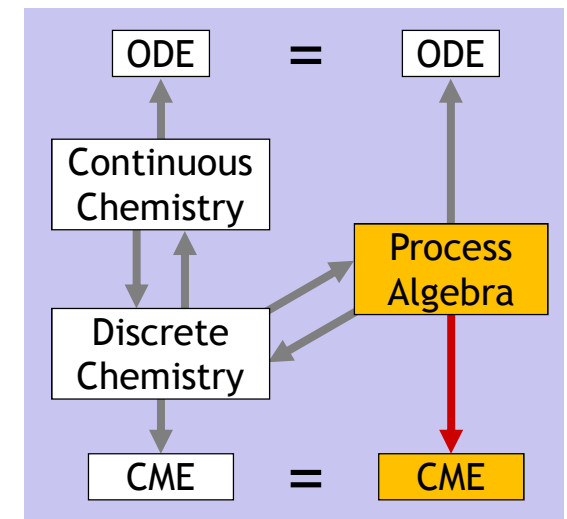 ODE = ODE
Continuous
Chemistry
Process
Algebra
Discrete
Chemistry
CME = CME